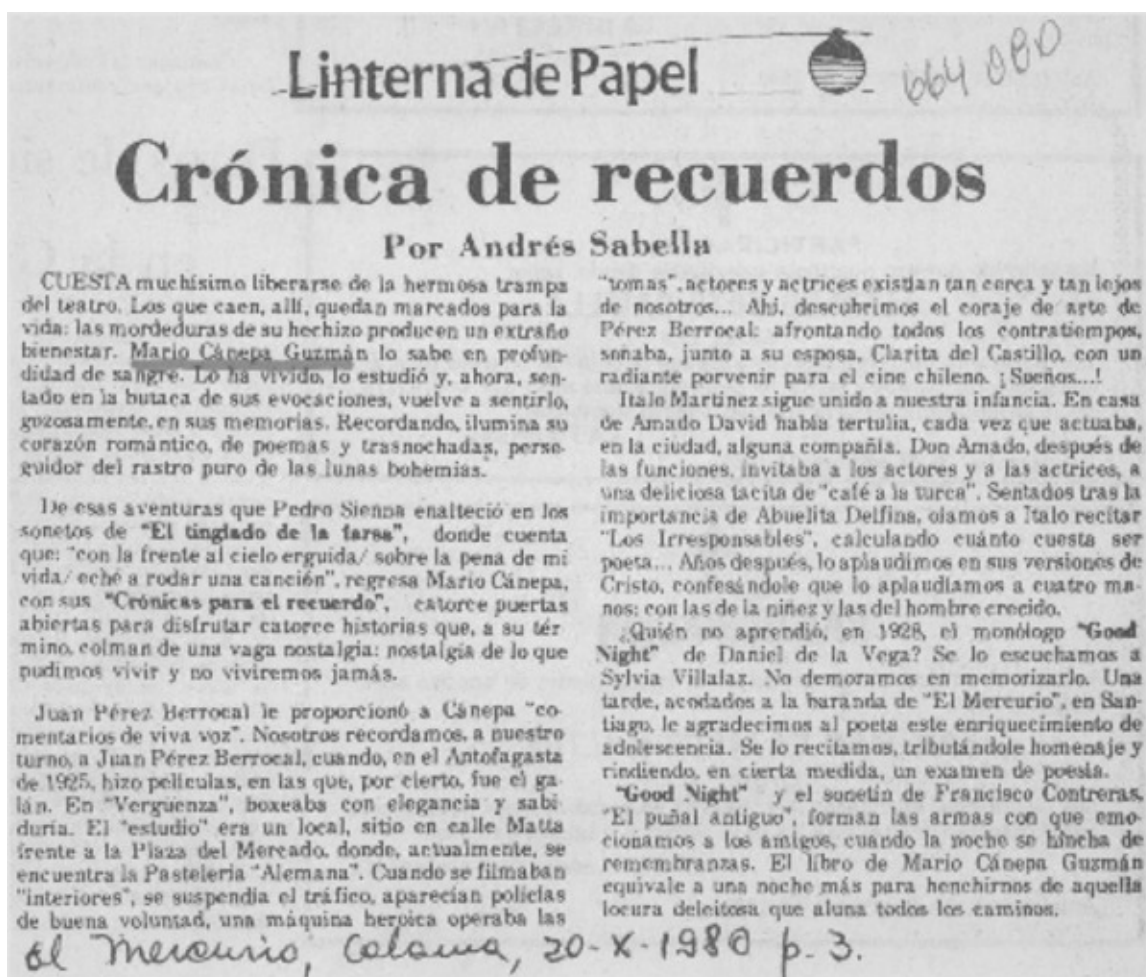 Linterna de Papel
664 080
Crónica de recuerdos
Por Andrés Sabella
CUESTA muchísimo liberarse de la hermosa trampa
del teatro. Los que caen, allí, quedan marcados para la
vida: las mordeduras de su hechizo producen un extraño
bienestar. Mario Cánepa Guzmán lo sabe en profun-
didad de sangre. Lo ha vivido, lo estudió y, ahora, sen-
tado en la butaca de sus evocaciones, vuelve a sentirlo,
gozosamente, en sus memorias. Recordando, ilumina su
corazón romántico, de poemas y trasnochadas, perse-
guidor del rastro puro de las lunas bohemias.
De esas aventuras que Pedro Sienna enalteció en los
sonetos de "El tinglado de la farsa", donde cuenta
que: "con la frente al cielo erguida/ sobre la pena de mi
vida/ eché a rodar una canción", regresa Mario Cánepa,
con sus "Crónicas para el recuerdo", catorce puertas
abiertas para disfrutar catorce historias que, a su tér-
mino, colman de una vaga nostalgia: nostalgia de lo que
pudimos vivir y no viviremos jamás.
Juan Pérez Berrocal le proporcionó a Cánepa "co-
mentarios de viva voz". Nosotros recordamos, a nuestro
turno, a Juan Pérez Berrocal, cuando, en el Antofagasta
de 1925, hizo películas, en las que, por cierto, fue el ga-
lán. En "Vergüenza", boxeaba con elegancia y sabi-
duría. El "estudio" era un local, sitio en calle Matta
frente a la Plaza del Mercado, donde, actualmente, se
encuentra la Pastelería "Alemana". Cuando se filmaban
"interiores", se suspendía el tráfico, aparecían policías
de buena voluntad, una máquina heroica operaba las
"tomas", actores y actrices existían tan cerca y tan lejos
de nosotros... Ahí, descubrimos el coraje de arte de
Pérez Berrocal: afrontando todos los contratiempos,
soñaba, junto a su esposa, Clarita del Castillo, con un
radiante porvenir para el cine chileno. ¡Sueños...!
Italo Martínez sigue unido a nuestra infancia. En casa
de Amado David había tertulia, cada vez que actuaba,
en la ciudad, alguna compañía. Don Amado, después de
las funciones, invitaba a los actores y a las actrices, a
una deliciosa tacita de "café a la turca". Sentados tras la
importancia de Abuelita Delfina, oíamos a Italo recitar
"Los Irresponsables", calculando cuánto cuesta ser
poeta... Años después, lo aplaudimos en sus versiones de
Cristo, confesándole que lo aplaudíamos a cuatro ma-
nos: con las de la niñez y las del hombre crecido.
¿Quién no aprendió, en 1928, el monólogo "Good
Night" de Daniel de la Vega? Se lo escuchamos a
Sylvia Villalaz. No demoramos en memorizarlo. Una
tarde, acodados a la baranda de "El Mercurio", en San-
tiago, le agradecimos al poeta este enriquecimiento de
adolescencia. Se lo recitamos, tributándole homenaje y
rindiendo, en cierta medida, un examen de poesía.
"Good Night" y el sonetín de Francisco Contreras,
"El puñal antiguo", forman las armas con que emo-
cionamos a los amigos, cuando la noche se hincha de
remembranzas. El libro de Mario Cánepa Guzmán
equivale a una noche más para henchirnos de aquella
locura deleitosa que aluna todos los caminos.
el Mercurio, Calama, 20-X-1980 p. 3.